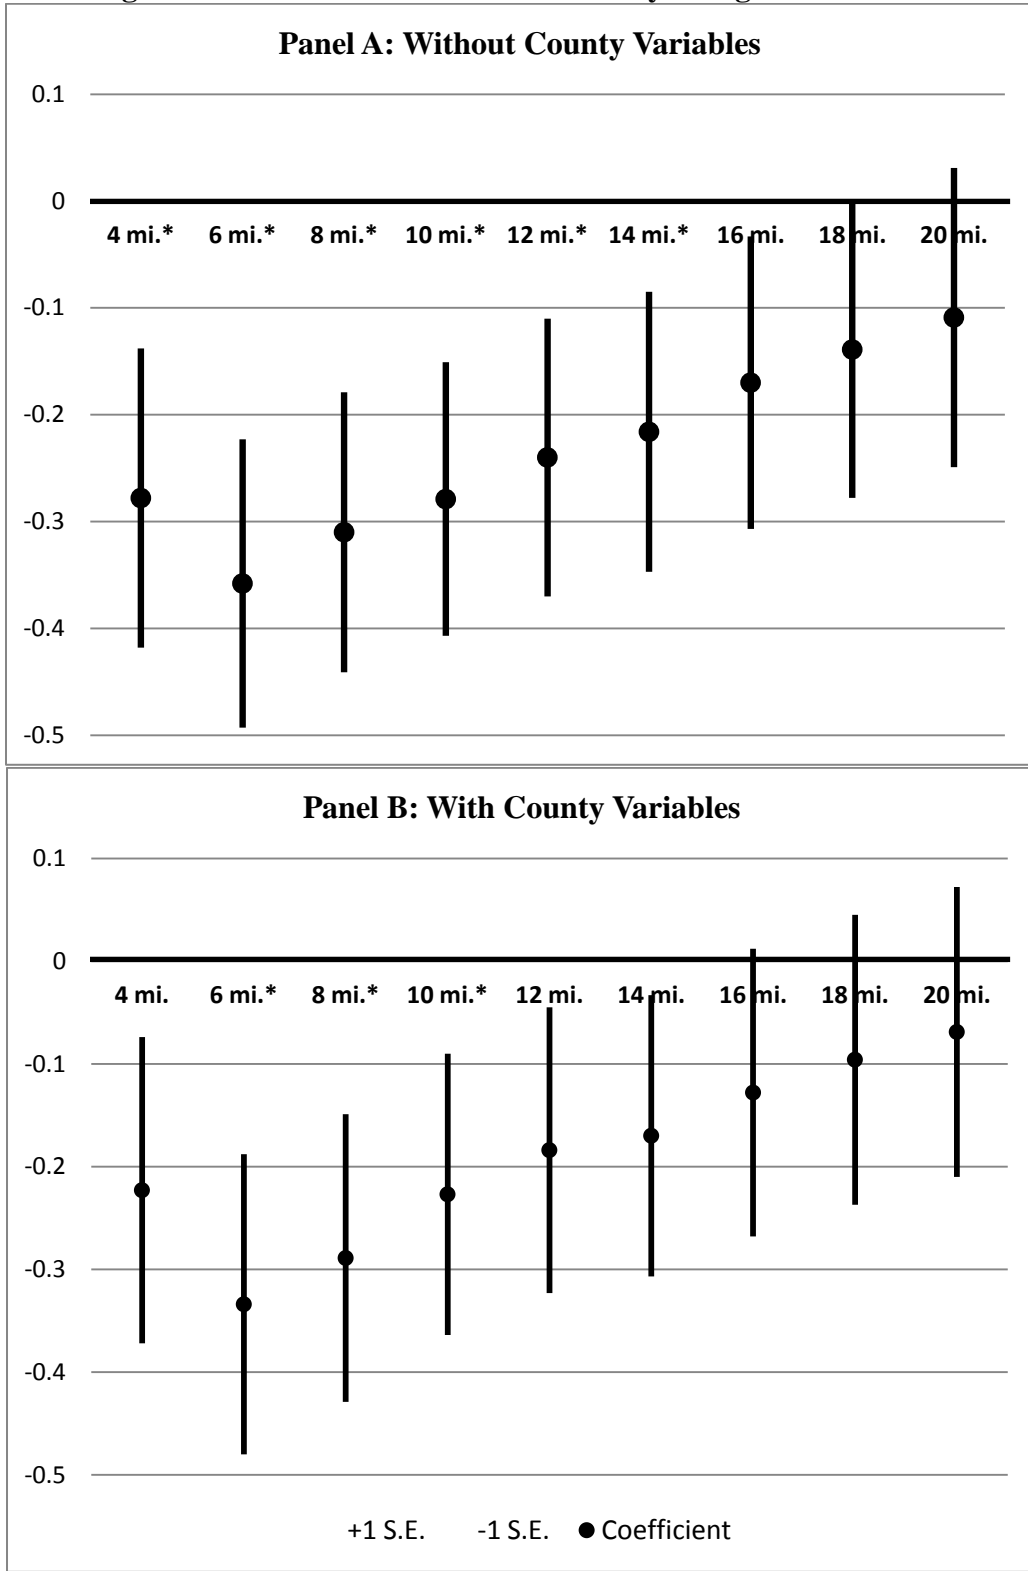 Panel A: Without County Variables
0.1
0
4 mi.* 6 mi.* 8 mi.* 10 mi.* 12 mi.* 14 mi.* 16 mi. 18 mi. 20 mi.
-0.1
-0.2
-0.3
-0.4
-0.5
Panel B: With County Variables
0.1
0
4 mi. 6 mi.* 8 mi.* 10 mi.* 12 mi. 14 mi. 16 mi. 18 mi. 20 mi.
-0.1
-0.2
-0.3
-0.4
-0.5
+1 S.E. -1 S.E. Coefficient